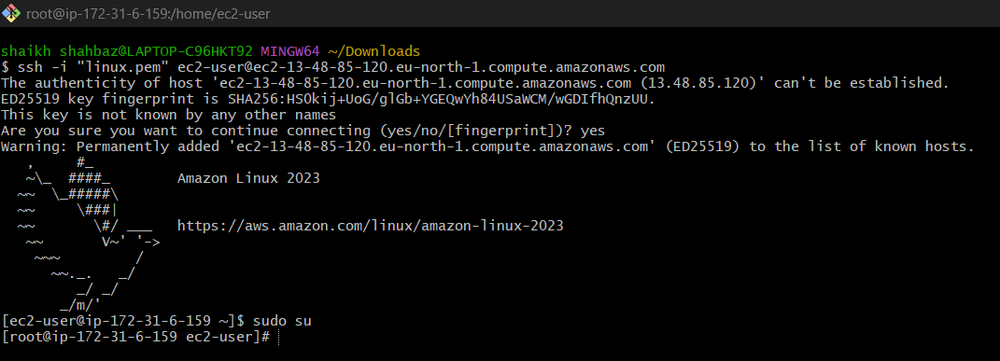 root@ip-172-31-6-159:/home/ec2-user
shaikh shahbaz@LAPTOP-C96HKT92 MINGW64 ~/Downloads
$ ssh -i "linux.pem" ec2-user@ec2-13-48-85-120.eu-north-1.compute.amazonaws.com
The authenticity of host 'ec2-13-48-85-120.eu-north-1.compute.amazonaws.com (13.48.85.120)' can't be established.
ED25519 key fingerprint is SHA256:HS0kij+UoG/glGb+YGEQwYh84USaWCM/wGDIfhQnzUU.
This key is not known by any other names
Are you sure you want to continue connecting (yes/no/[fingerprint])? yes
Warning: Permanently added 'ec2-13-48-85-120.eu-north-1.compute.amazonaws.com' (ED25519) to the list of known hosts.
   ,     #_
   ~\_  ####_        Amazon Linux 2023
  ~~  \_#####\
  ~~     \###|
  ~~       \#/ ___   https://aws.amazon.com/linux/amazon-linux-2023
   ~~       V~' '->
    ~~~         /
      ~~._.   _/
         _/ _/
       _/m/'
[ec2-user@ip-172-31-6-159 ~]$ sudo su
[root@ip-172-31-6-159 ec2-user]#